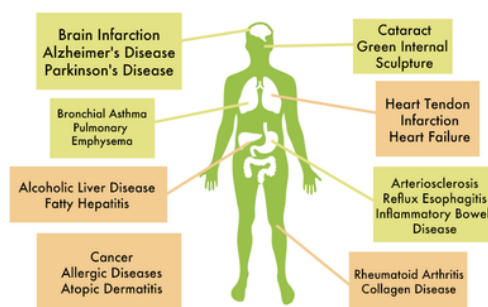 Brain Infarction
Alzheimer's Disease
Parkinson's Disease
Cataract
Green Internal
Sculpture
Bronchial Asthma
Pulmonary
Emphysema
Heart Tendon
Infarction
Heart Failure
Alcoholic Liver Disease
Fatty Hepatitis
Arteriosclerosis
Reflux Esophagitis
Inflammatory Bowel
Disease
Cancer
Allergic Diseases
Atopic Dermatitis
Rheumatoid Arthritis
Collagen Disease